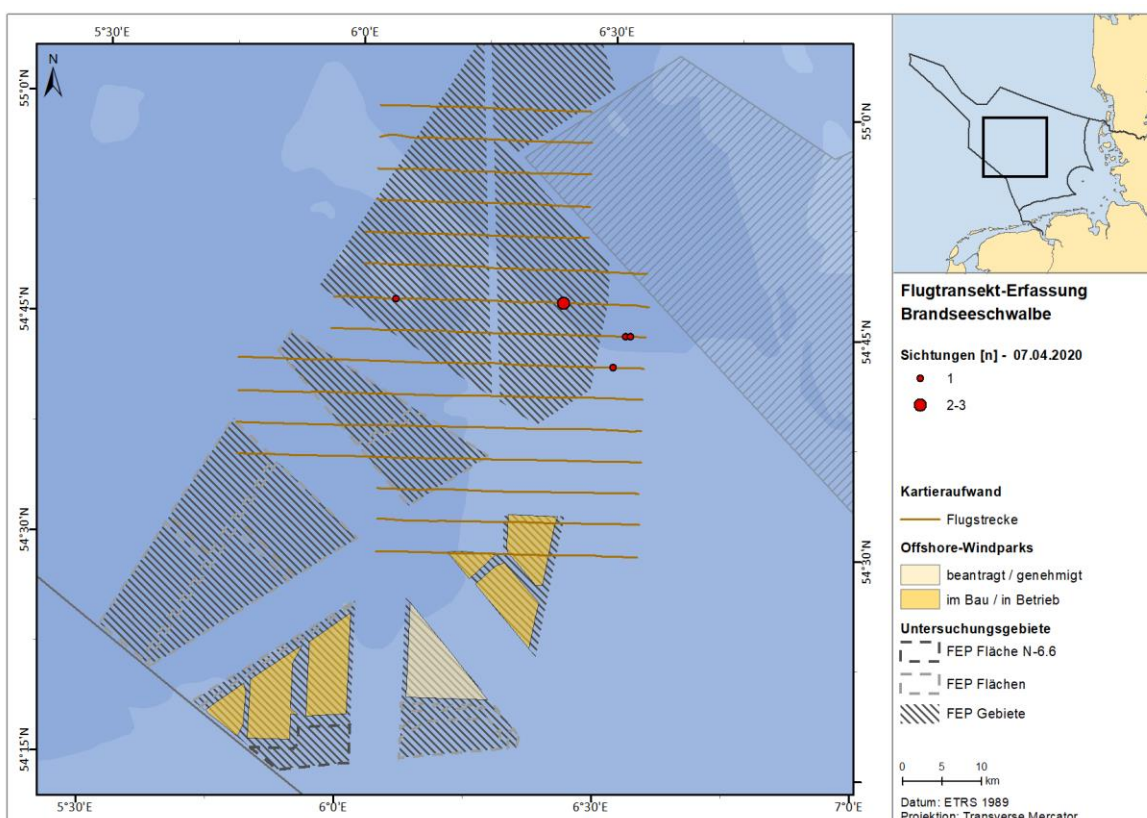 5°30'E
6°0'E
6°30'E
N
55°0'N
55°0'N
54°45'N
54°45'N
54°30'N
54°30'N
54°15'N
5°30'E
6°0'E
6°30'E
7°0'E
Flugtransekt-Erfassung
Brandseeschwalbe
Sichtungen [n] - 07.04.2020
1
2-3
Kartieraufwand
Flugstrecke
Offshore-Windparks
beantragt / genehmigt
im Bau / in Betrieb
Untersuchungsgebiete
FEP Fläche N-6.6
FEP Flächen
FEP Gebiete
0 5 10
km
Datum: ETRS 1989
Projektion: Transverse Mercator